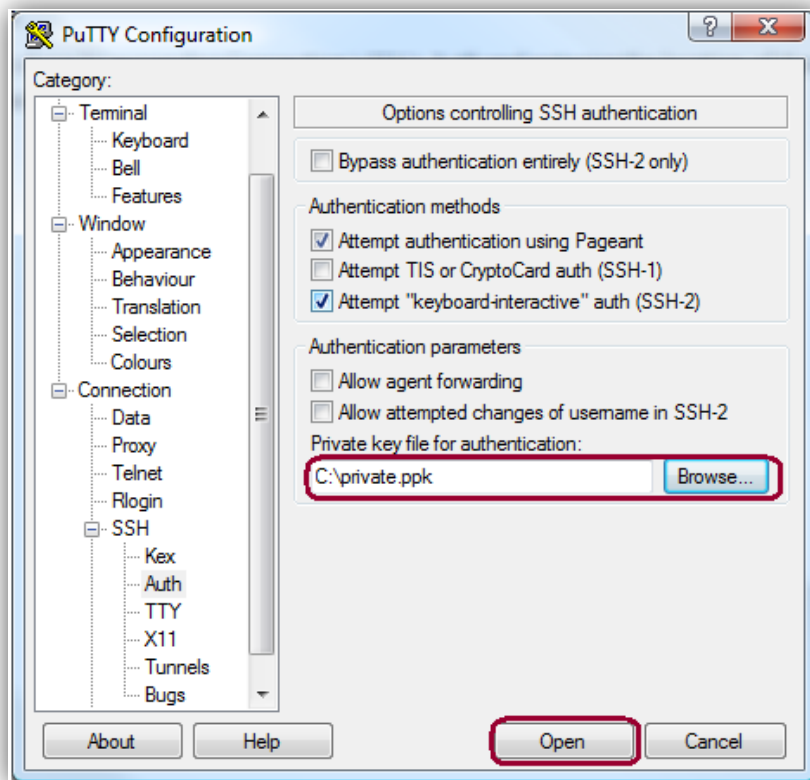 PuTTY Configuration
Category:
Terminal
Keyboard
Bell
Features
Window
Appearance
Behaviour
Translation
Selection
Colours
Connection
Data
Proxy
Telnet
Rlogin
SSH
Kex
Auth
TTY
X11
Tunnels
Bugs
Options controlling SSH authentication
Bypass authentication entirely (SSH-2 only)
Authentication methods
Attempt authentication using Pageant
Attempt TIS or CryptoCard auth (SSH-1)
Attempt "keyboard-interactive" auth (SSH-2)
Authentication parameters
Allow agent forwarding
Allow attempted changes of username in SSH-2
Private key file for authentication:
C:\private.ppk Browse...
About Help Open Cancel